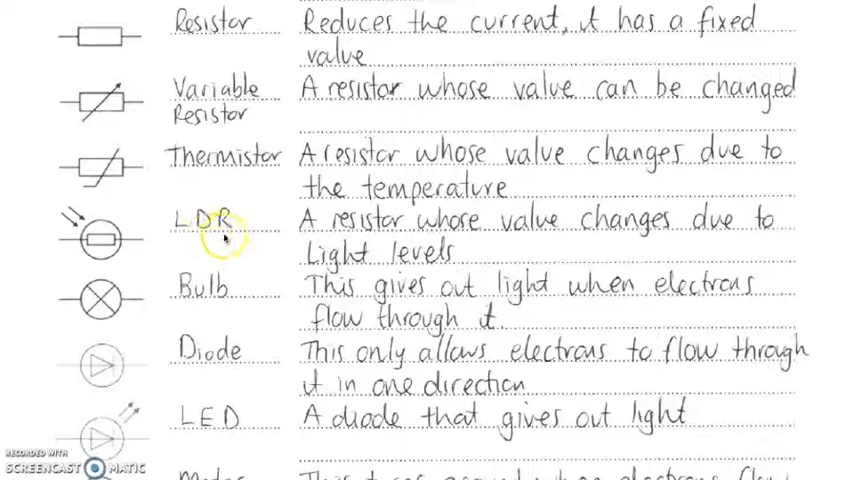 Resistor Reduces the current, it has a fixed
value
Variable A resistor whose value can be changed
Resistor
Thermistor A resistor whose value changes due to
the temperature
LDR A resistor whose value changes due to
Light levels
Bulb This gives out light when electrons
flow through it.
Diode This only allows electrons to flow through
it in one direction
LED A diode that gives out light
RECORDED WITH
SCREENCAST MATIC